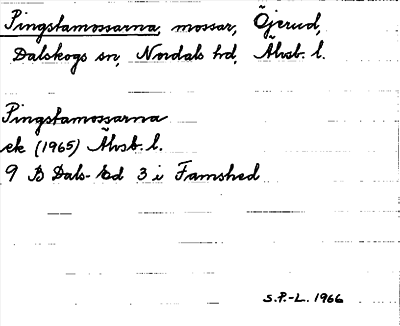 Pingstamossarna, mossar, Öjerud,
Dalskogs sn, Nordals hd, Älvsb. l.
Pingstamossarna
ek (1965) Älvsb. l.
9 B Dals-Ed 3 i Famshed
S.P.-L. 1966